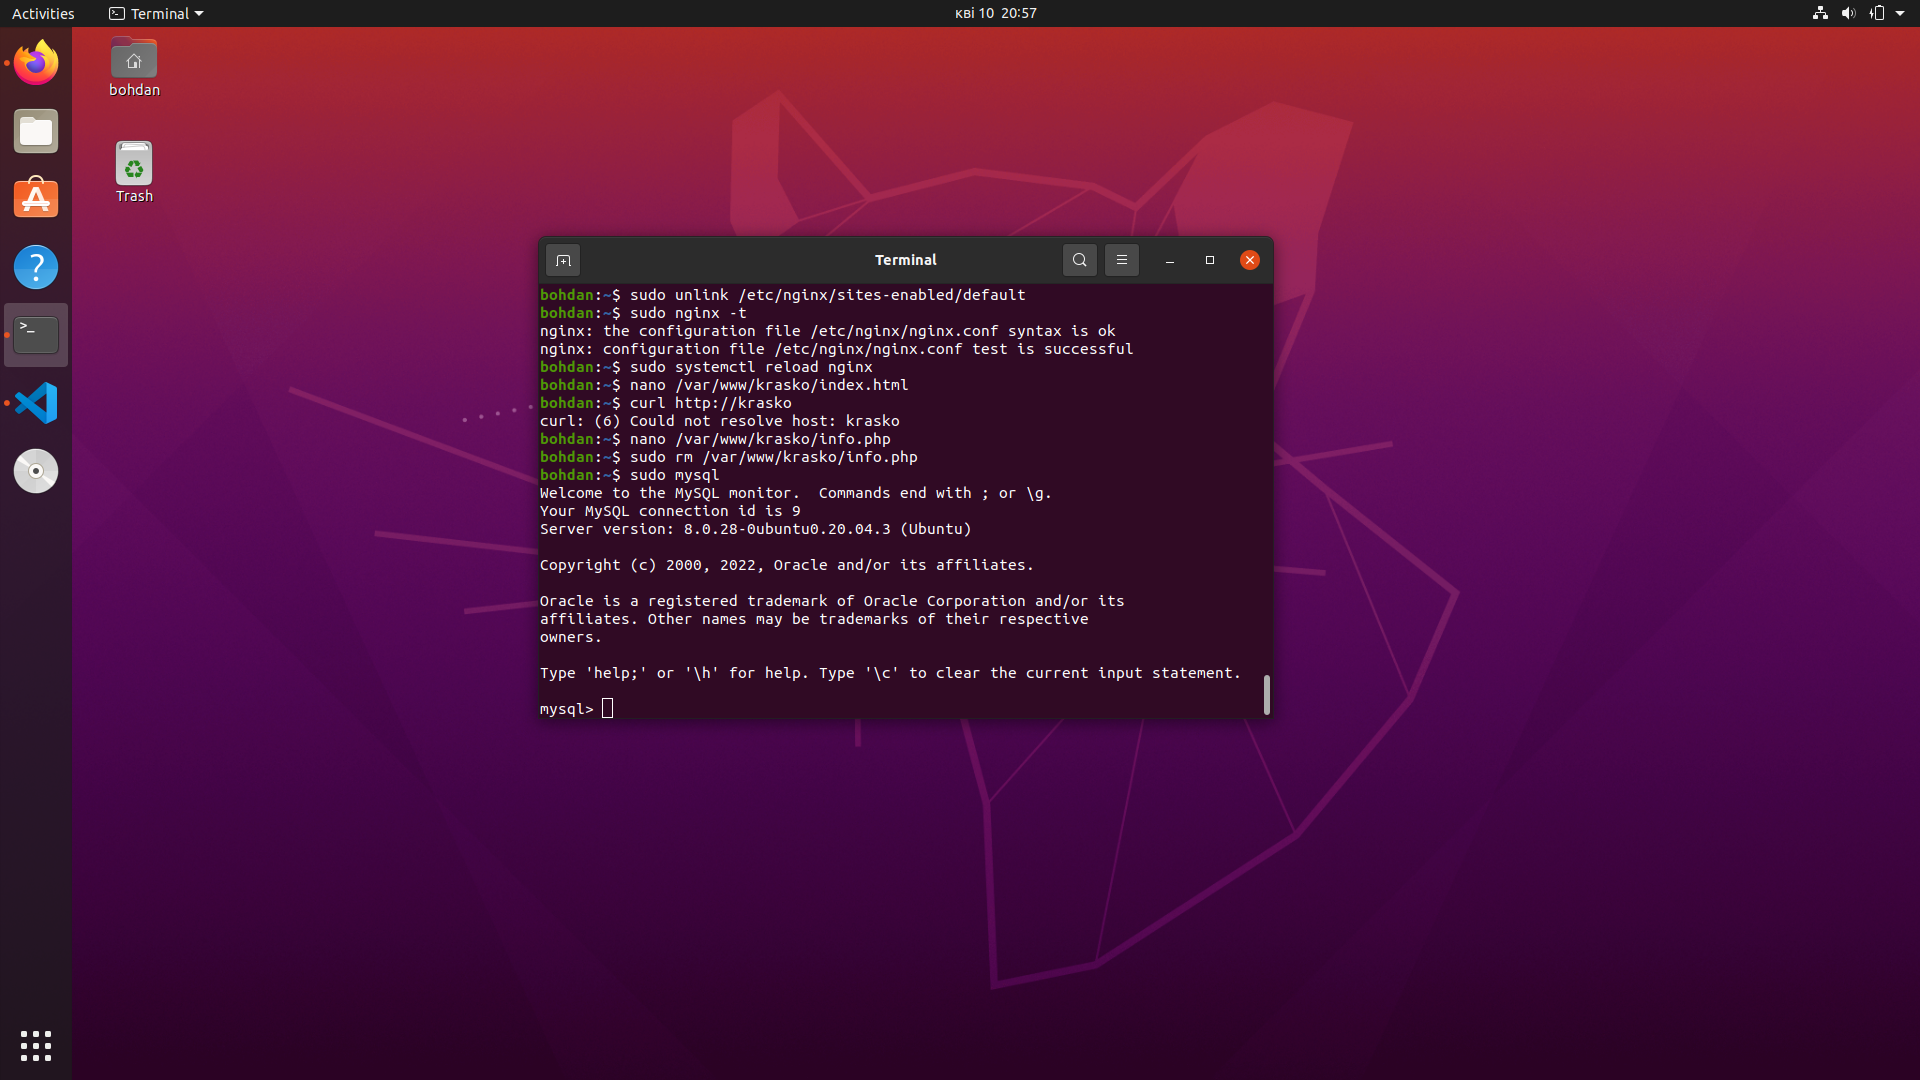 Activities
Terminal
кві 10 20:57
bohdan
Trash
Terminal
bohdan:~$ sudo unlink /etc/nginx/sites-enabled/default
bohdan:~$ sudo nginx -t
nginx: the configuration file /etc/nginx/nginx.conf syntax is ok
nginx: configuration file /etc/nginx/nginx.conf test is successful
bohdan:~$ sudo systemctl reload nginx
bohdan:~$ nano /var/www/krasko/index.html
bohdan:~$ curl http://krasko
curl: (6) Could not resolve host: krasko
bohdan:~$ nano /var/www/krasko/info.php
bohdan:~$ sudo rm /var/www/krasko/info.php
bohdan:~$ sudo mysql
Welcome to the MySQL monitor.  Commands end with ; or \g.
Your MySQL connection id is 9
Server version: 8.0.28-0ubuntu0.20.04.3 (Ubuntu)
Copyright (c) 2000, 2022, Oracle and/or its affiliates.
Oracle is a registered trademark of Oracle Corporation and/or its
affiliates. Other names may be trademarks of their respective
owners.
Type 'help;' or '\h' for help. Type '\c' to clear the current input statement.
mysql>